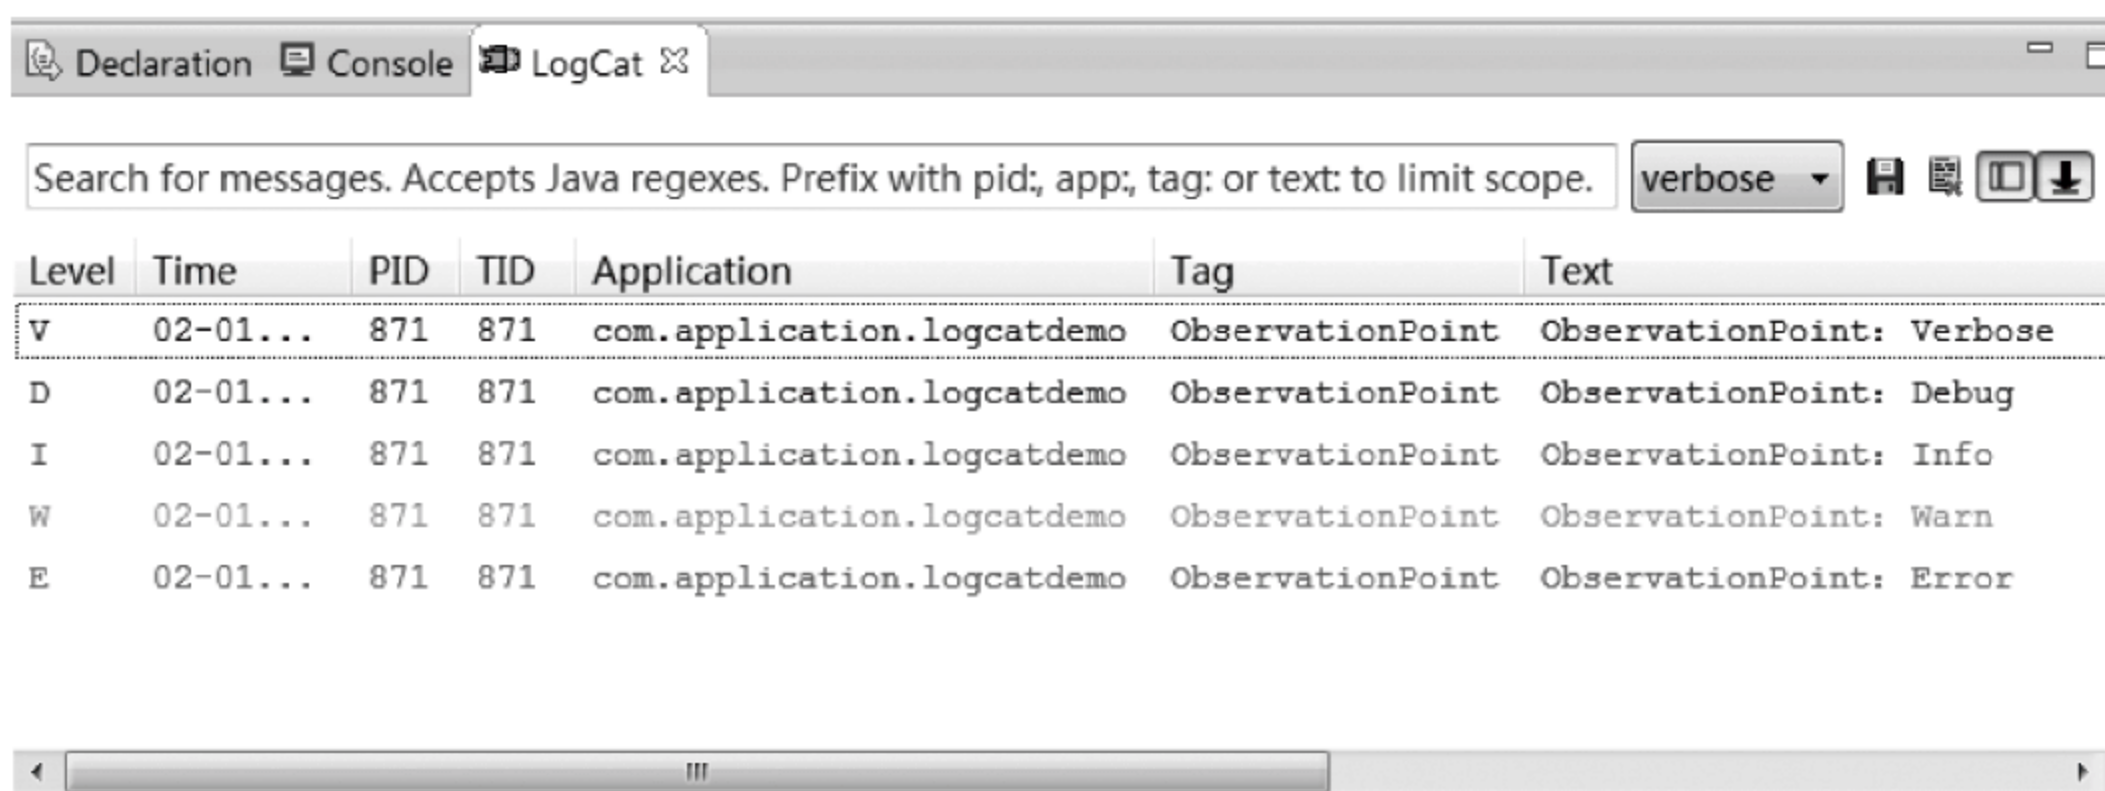 Declaration Console LogCat
Search for messages. Accepts Java regexes. Prefix with pid:, app:, tag: or text: to limit scope. verbose
Level Time PID TID Application Tag Text
V 02-01... 871 871 com.application.logcatdemo ObservationPoint ObservationPoint: Verbose
D 02-01... 871 871 com.application.logcatdemo ObservationPoint ObservationPoint: Debug
I 02-01... 871 871 com.application.logcatdemo ObservationPoint ObservationPoint: Info
W 02-01... 871 871 com.application.logcatdemo ObservationPoint ObservationPoint: Warn
E 02-01... 871 871 com.application.logcatdemo ObservationPoint ObservationPoint: Error